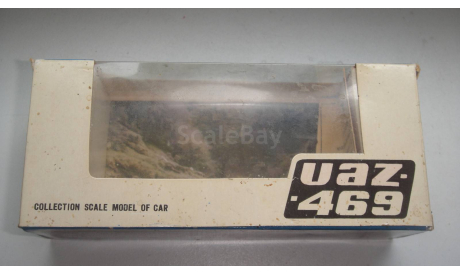 ScaleBay
COLLECTION SCALE MODEL OF CAR
uaz-
-469